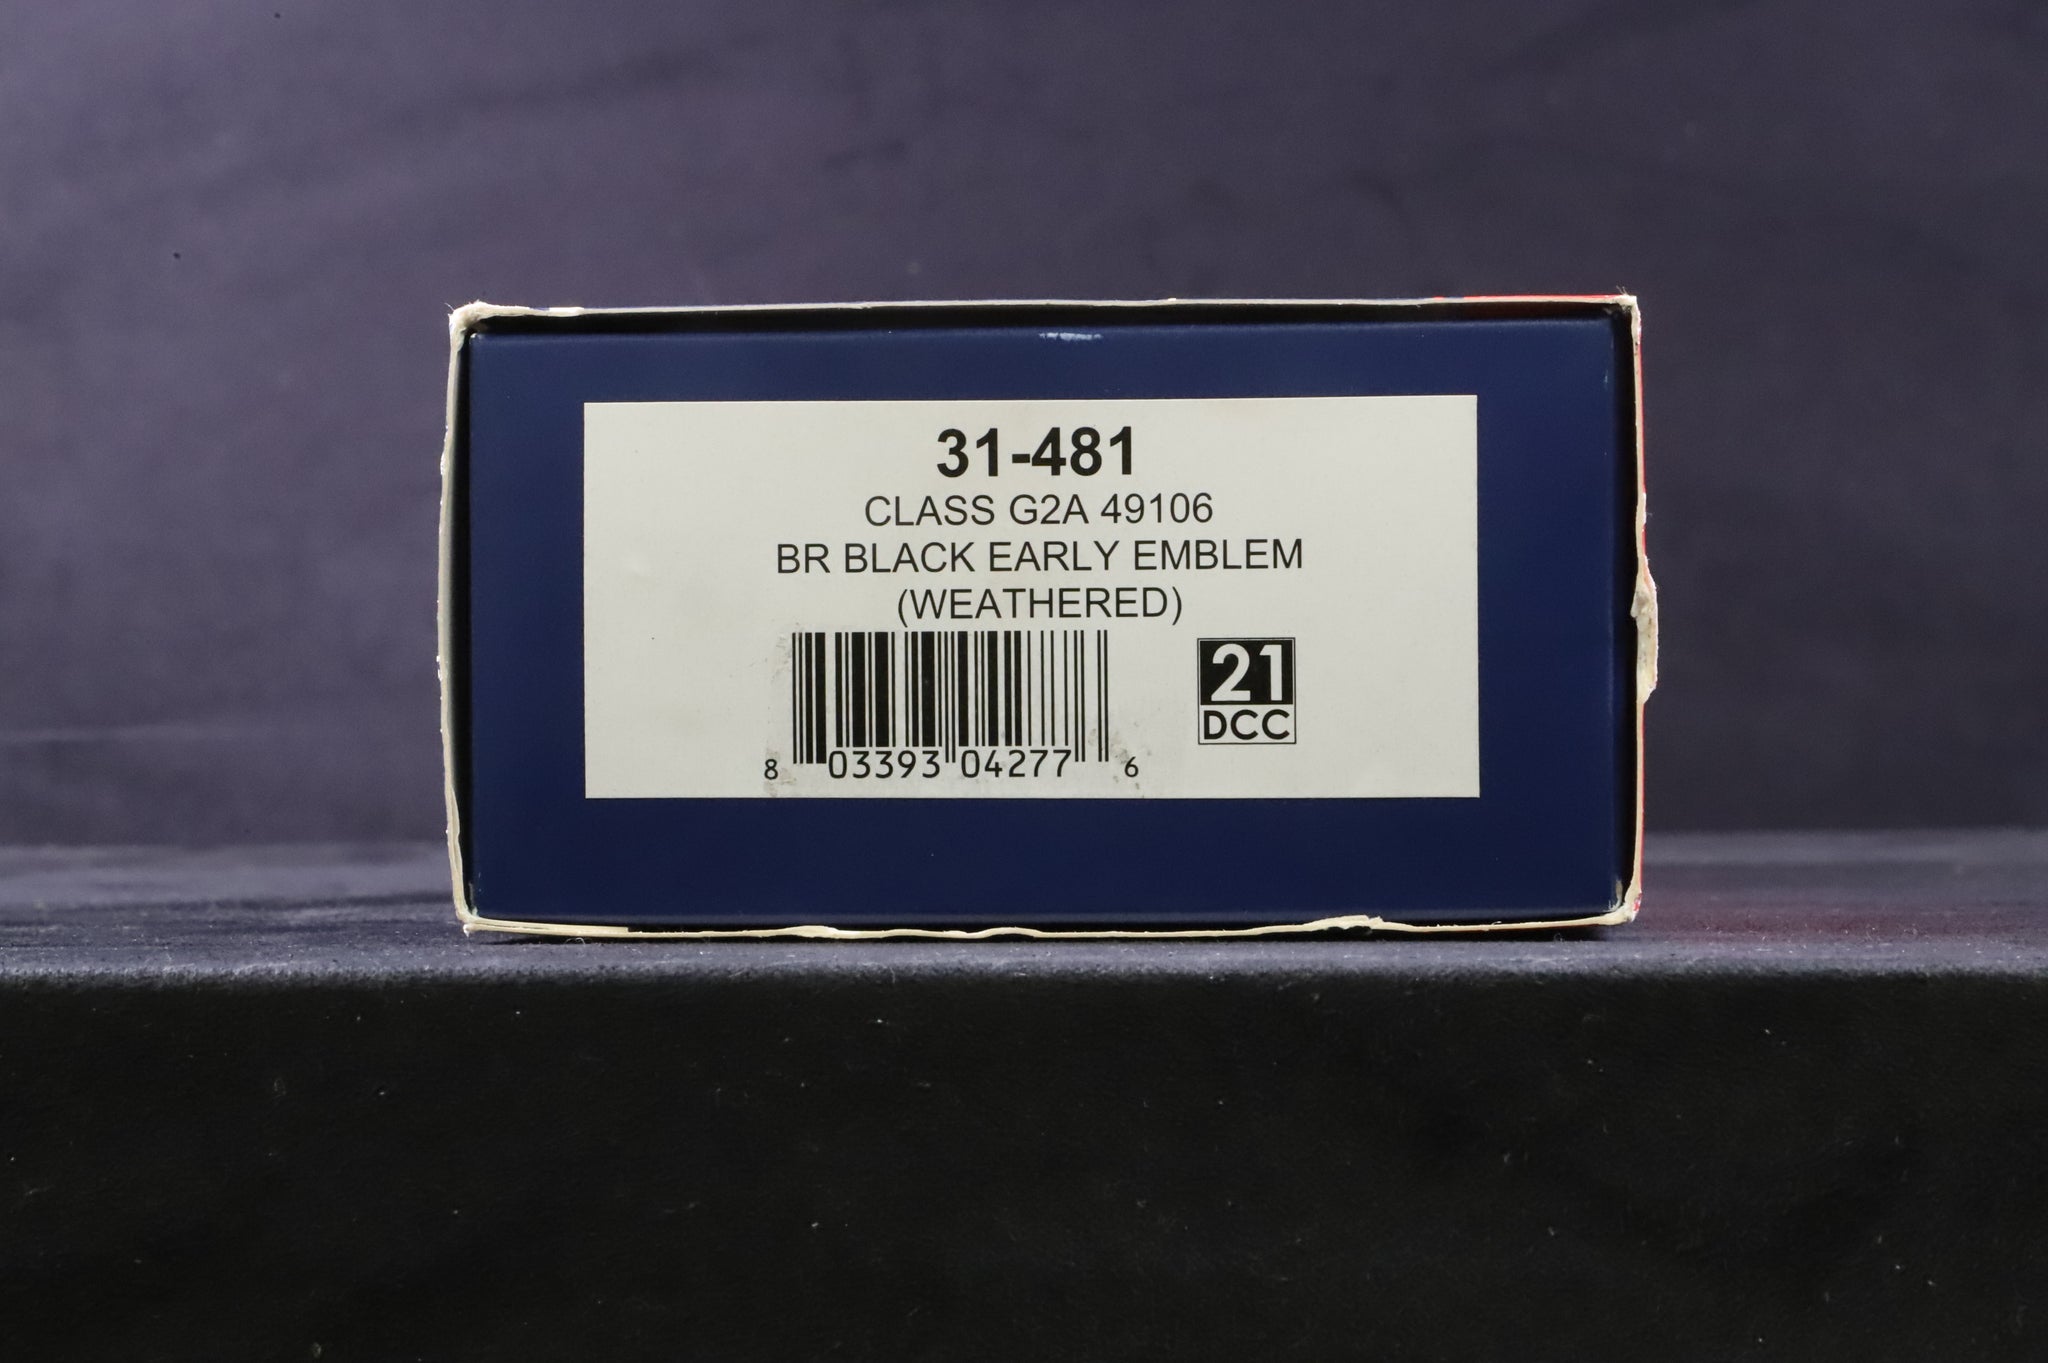 31-481
CLASS G2A 49106
BR BLACK EARLY EMBLEM
(WEATHERED)
8 03393 04277 6
21
DCC